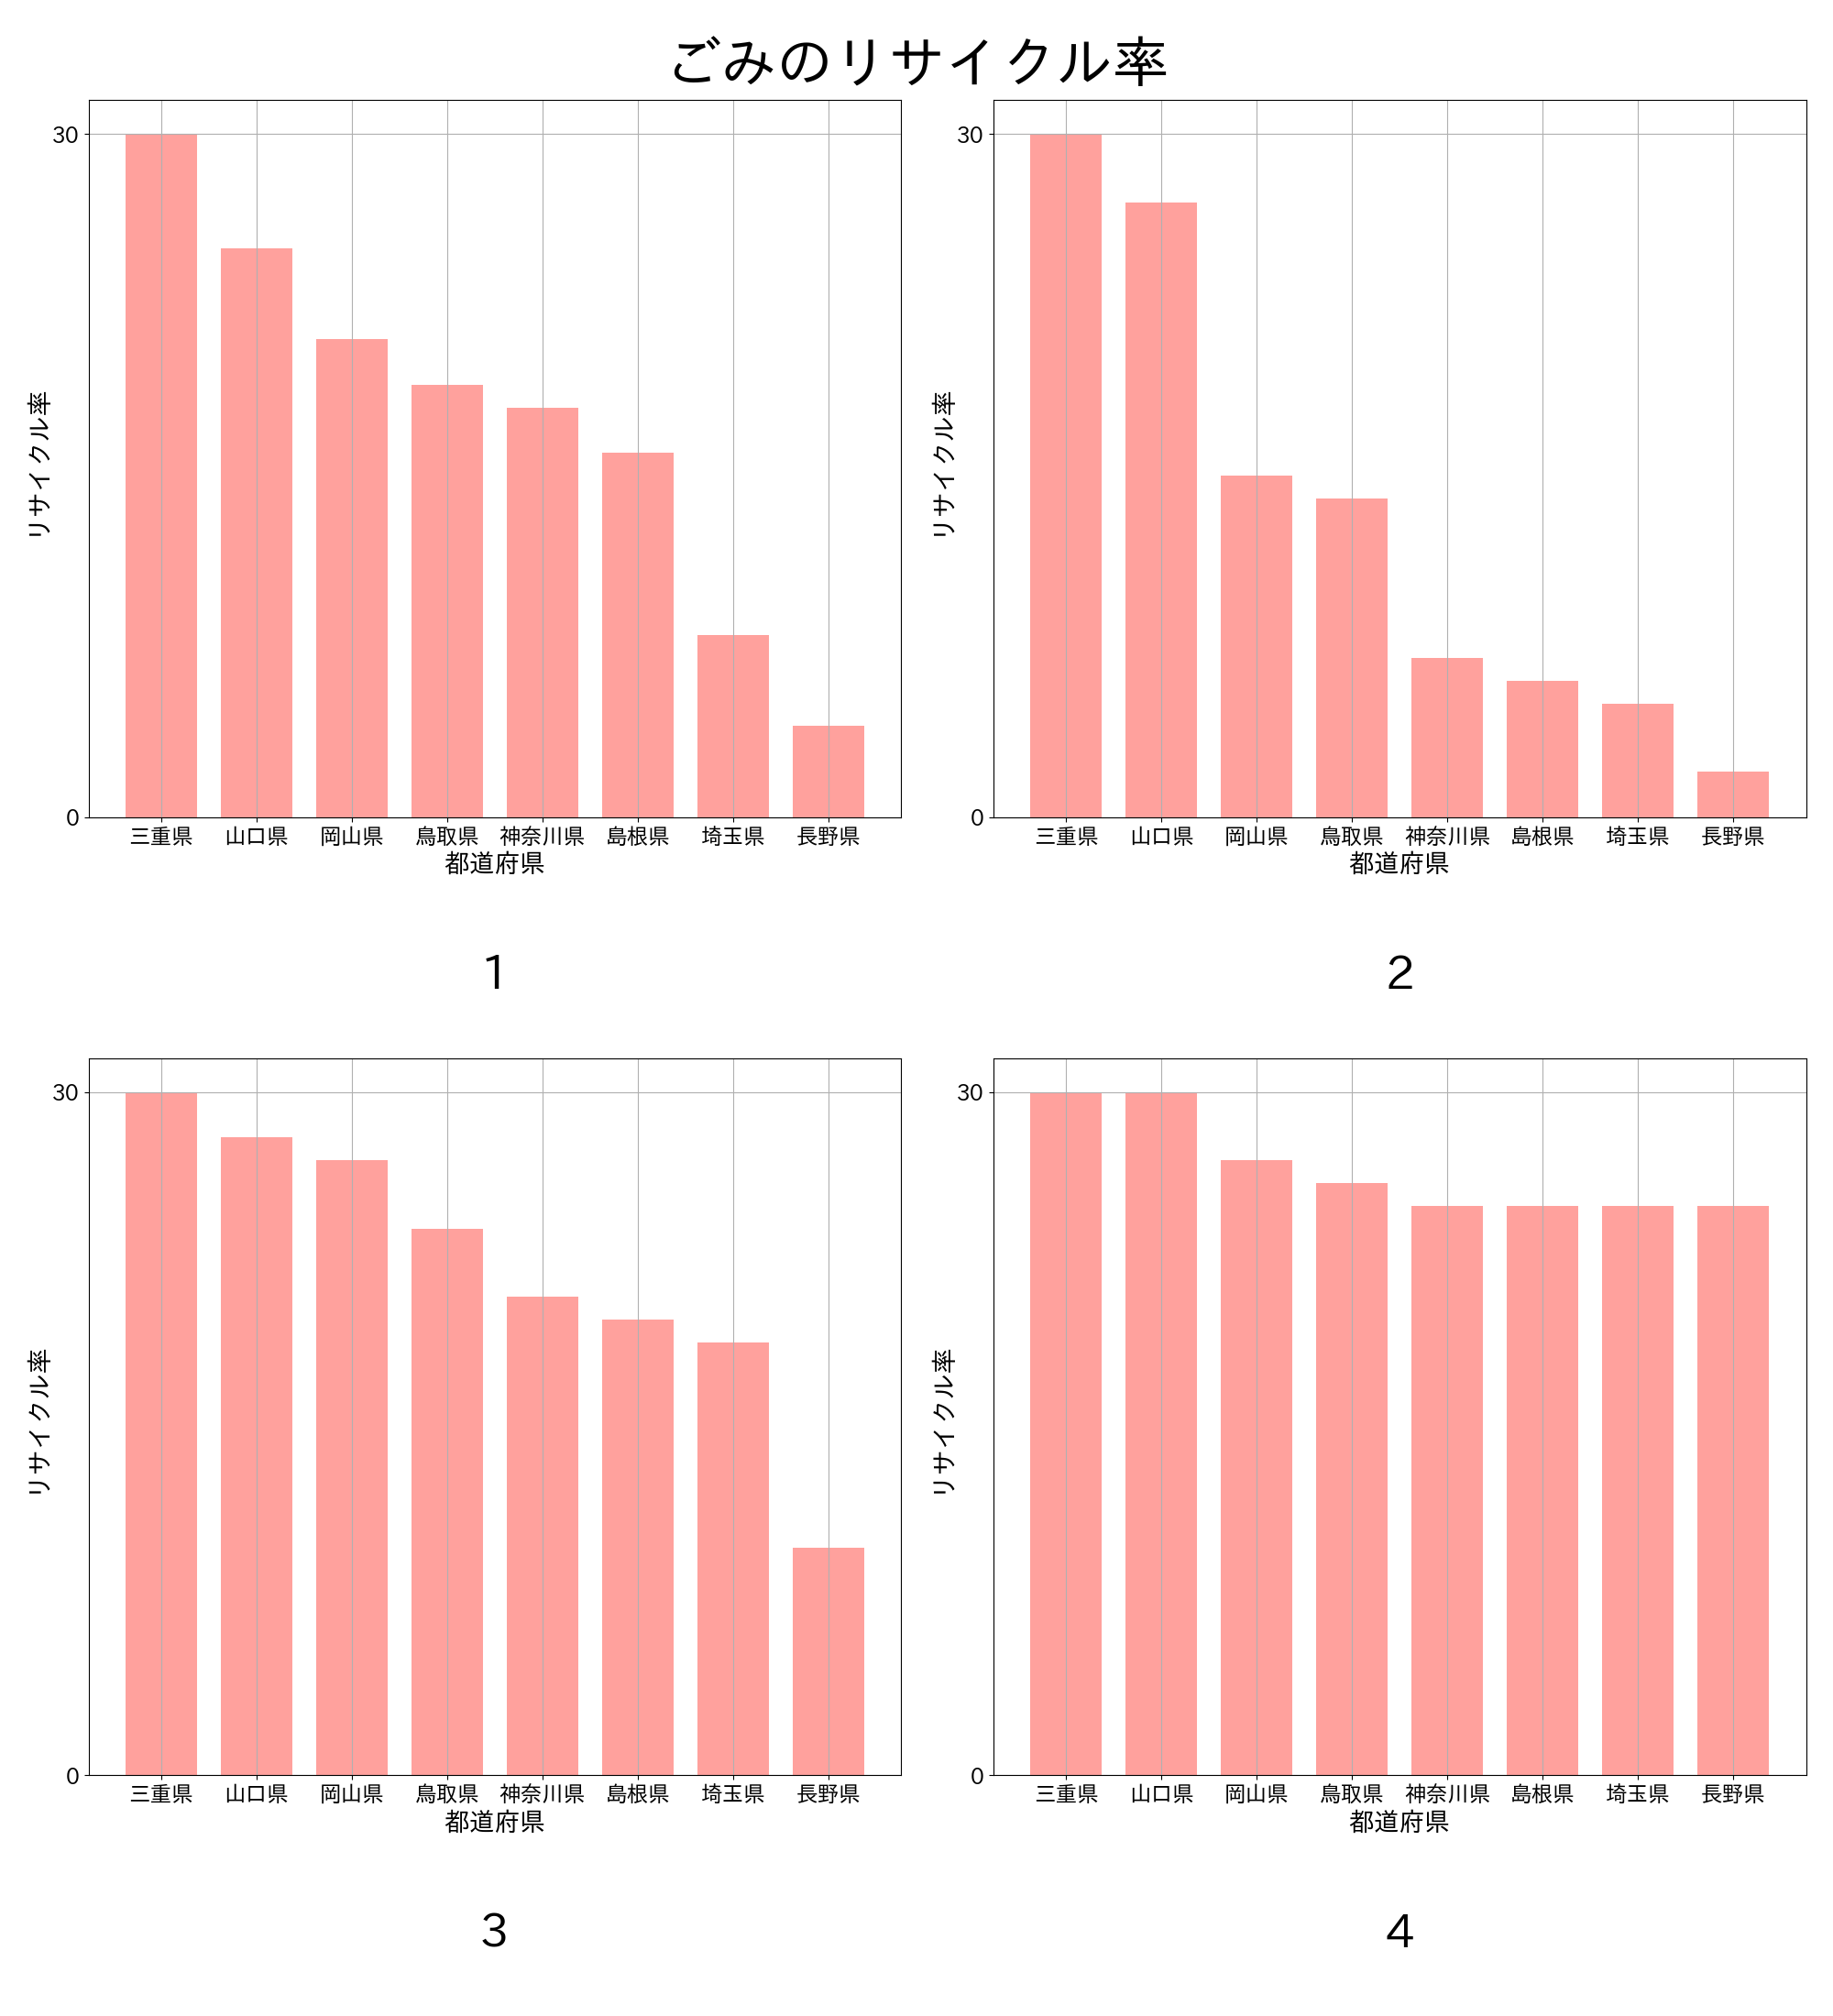 ごみのリサイクル率
30
0
リサイクル率
三重県 山口県 岡山県 鳥取県 神奈川県 島根県 埼玉県 長野県
都道府県
1
30
0
リサイクル率
三重県 山口県 岡山県 鳥取県 神奈川県 島根県 埼玉県 長野県
都道府県
2
30
0
リサイクル率
三重県 山口県 岡山県 鳥取県 神奈川県 島根県 埼玉県 長野県
都道府県
3
30
0
リサイクル率
三重県 山口県 岡山県 鳥取県 神奈川県 島根県 埼玉県 長野県
都道府県
4